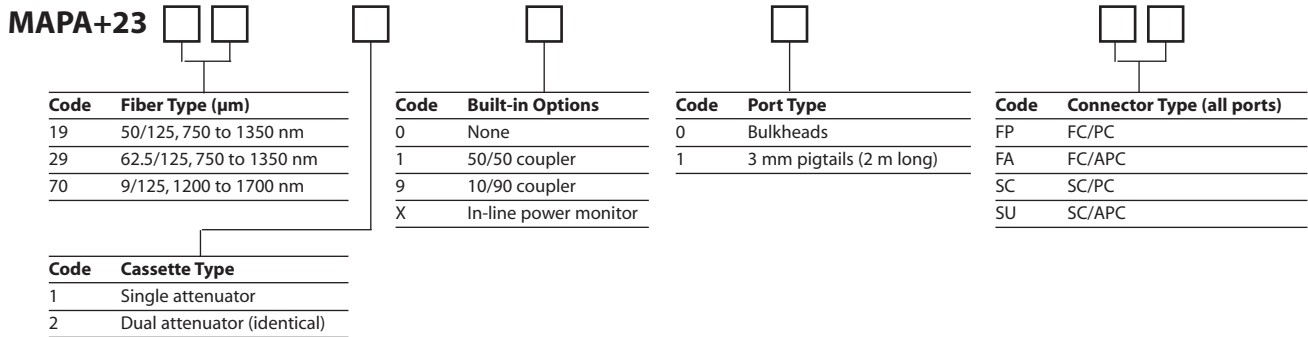 MAPA+23
Code Fiber Type (µm)
19 50/125, 750 to 1350 nm
29 62.5/125, 750 to 1350 nm
70 9/125, 1200 to 1700 nm
Code Cassette Type
1 Single attenuator
2 Dual attenuator (identical)
Code Built-in Options
0 None
1 50/50 coupler
9 10/90 coupler
X In-line power monitor
Code Port Type
0 Bulkheads
1 3 mm pigtails (2 m long)
Code Connector Type (all ports)
FP FC/PC
FA FC/APC
SC SC/PC
SU SC/APC